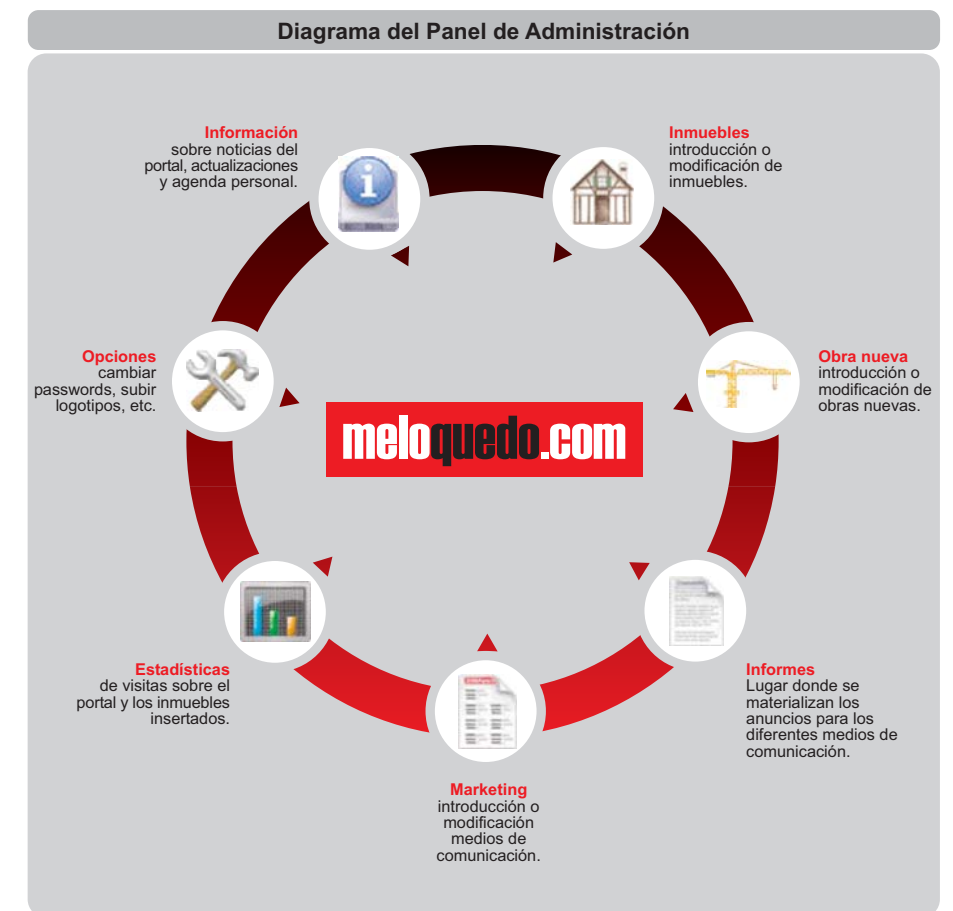 Diagrama del Panel de Administración
Información
sobre noticias del
portal, actualizaciones
y agenda personal.
Inmuebles
introducción o
modificación de
inmuebles.
Opciones
cambiar
passwords, subir
logotipos, etc.
Obra nueva
introducción o
modificación de
obras nuevas.
meloquedo.com
Estadísticas
de visitas sobre el
portal y los inmuebles
insertados.
Informes
Lugar donde se
materializan los
anuncios para los
diferentes medios de
comunicación.
Marketing
introducción o
modificación
medios de
comunicación.